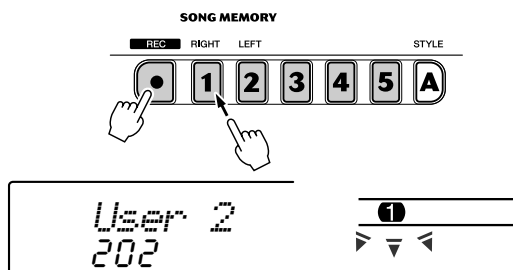 SONG MEMORY
REC RIGHT LEFT STYLE
1 2 3 4 5 A
User 2
202
1